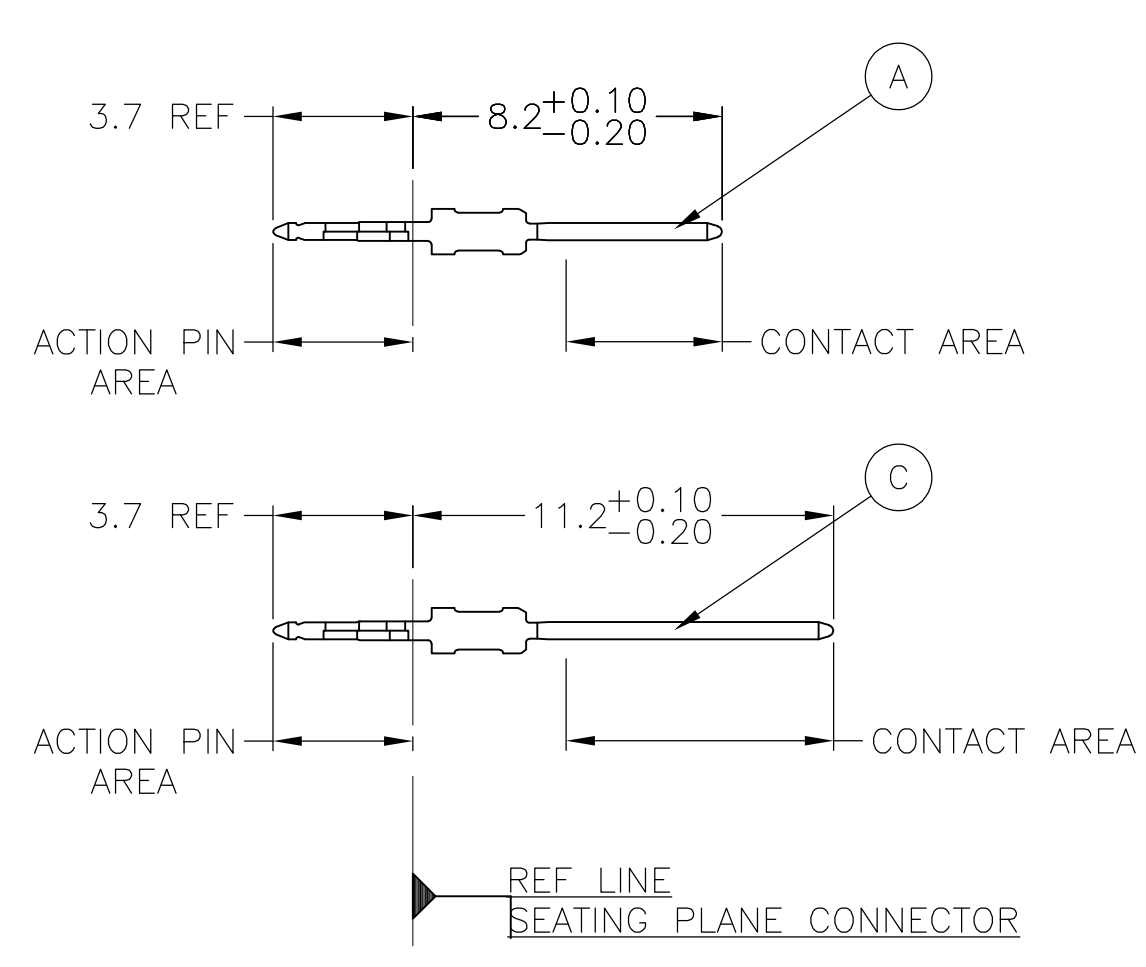 A
3.7 REF
8.2 +0.10 -0.20
ACTION PIN
AREA
CONTACT AREA
C
3.7 REF
11.2 +0.10 -0.20
ACTION PIN
AREA
CONTACT AREA
REF LINE
SEATING PLANE CONNECTOR